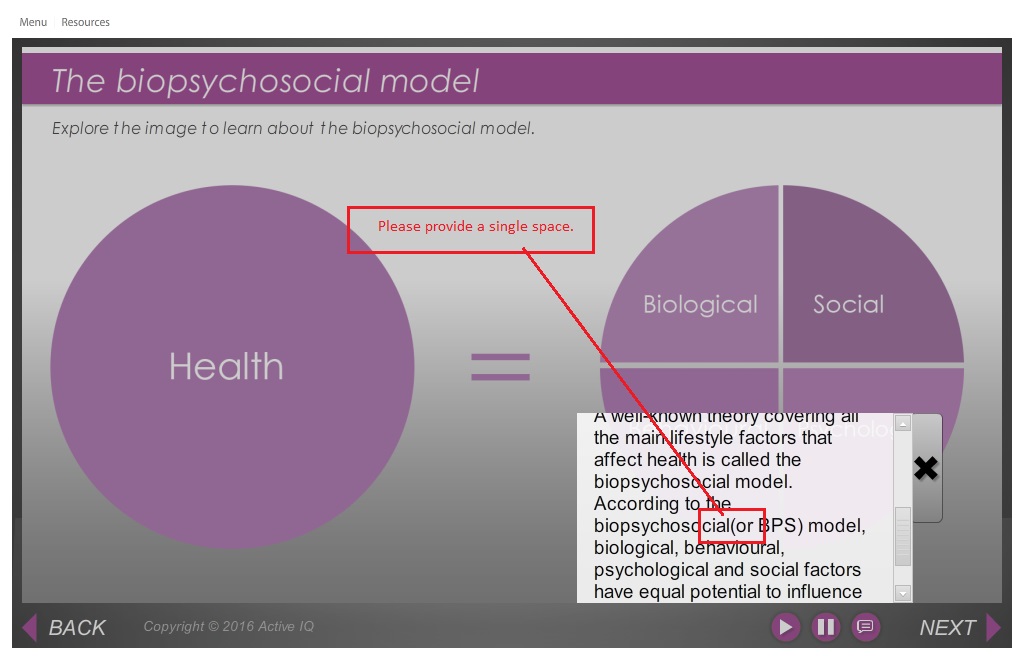 Menu Resources
The biopsychosocial model
Explore the image to learn about the biopsychosocial model.
Please provide a single space.
Biological
Social
Health
A well-known theory covering all
the main lifestyle factors that
affect health is called the
biopsychosocial model.
According to the
biopsychosocial(or BPS) model,
biological, behavioural,
psychological and social factors
have equal potential to influence
BACK
Copyright © 2016 Active IQ
NEXT